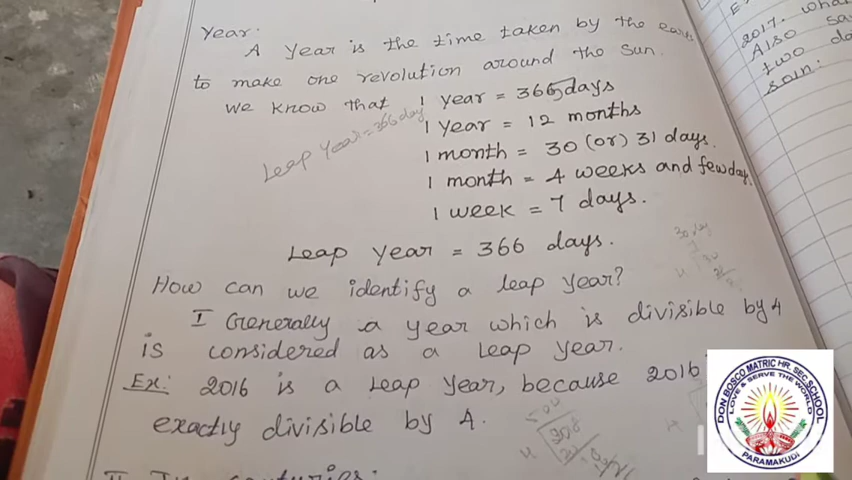 Year:
A Year is the time taken by the
to make one revolution around the Sun.
We know that 1 year = 365 days
Leap Year = 366 day
1 year = 12 months
1 month = 30 (or) 31 days.
1 month = 4 weeks and few day
1 week = 7 days.
Leap year = 366 days.
How can we identify a leap year?
I Generally a year which is divisible by 4
is considered as a Leap year.
Ex: 2016 is a Leap year, because 2016
exactly divisible by 4.
2017. wha
Also sa
two da
soln:
30 day
DON BOSCO MATRIC HR. SEC SCHOOL
LOVE & SERVE THE WORLD
PARAMAKUDI